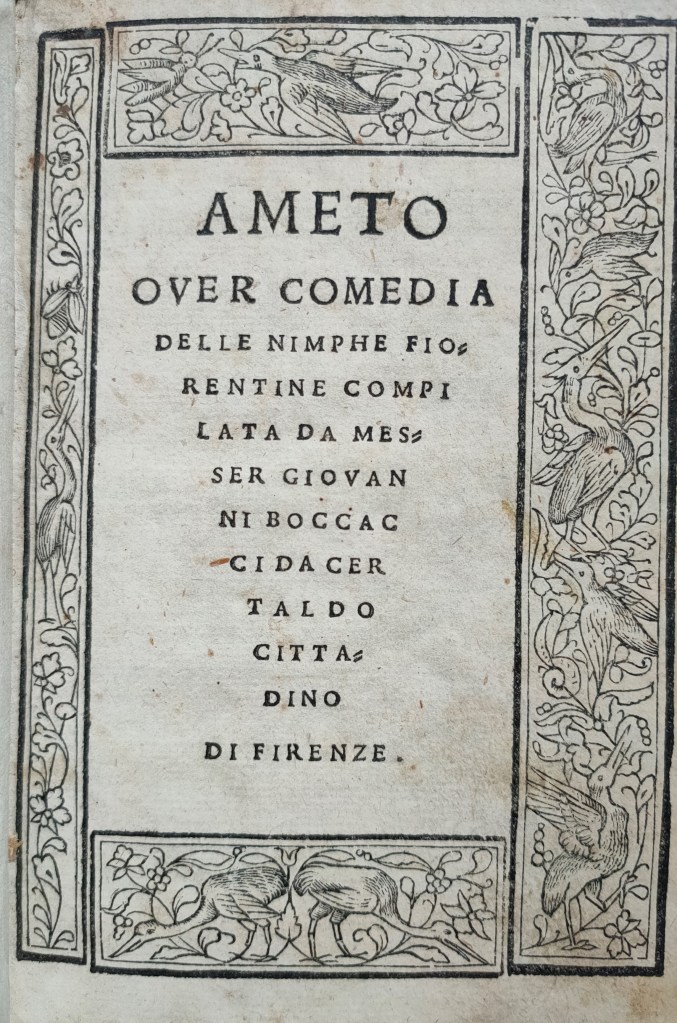 AMETO
OVER COMEDIA
DELLE NIMPHE FIO⸗
RENTINE COMPI
LATA DA MES⸗
SER GIOVAN
NI BOCCAC
CI DA CER
TALDO
CITTA⸗
DINO
DI FIRENZE.